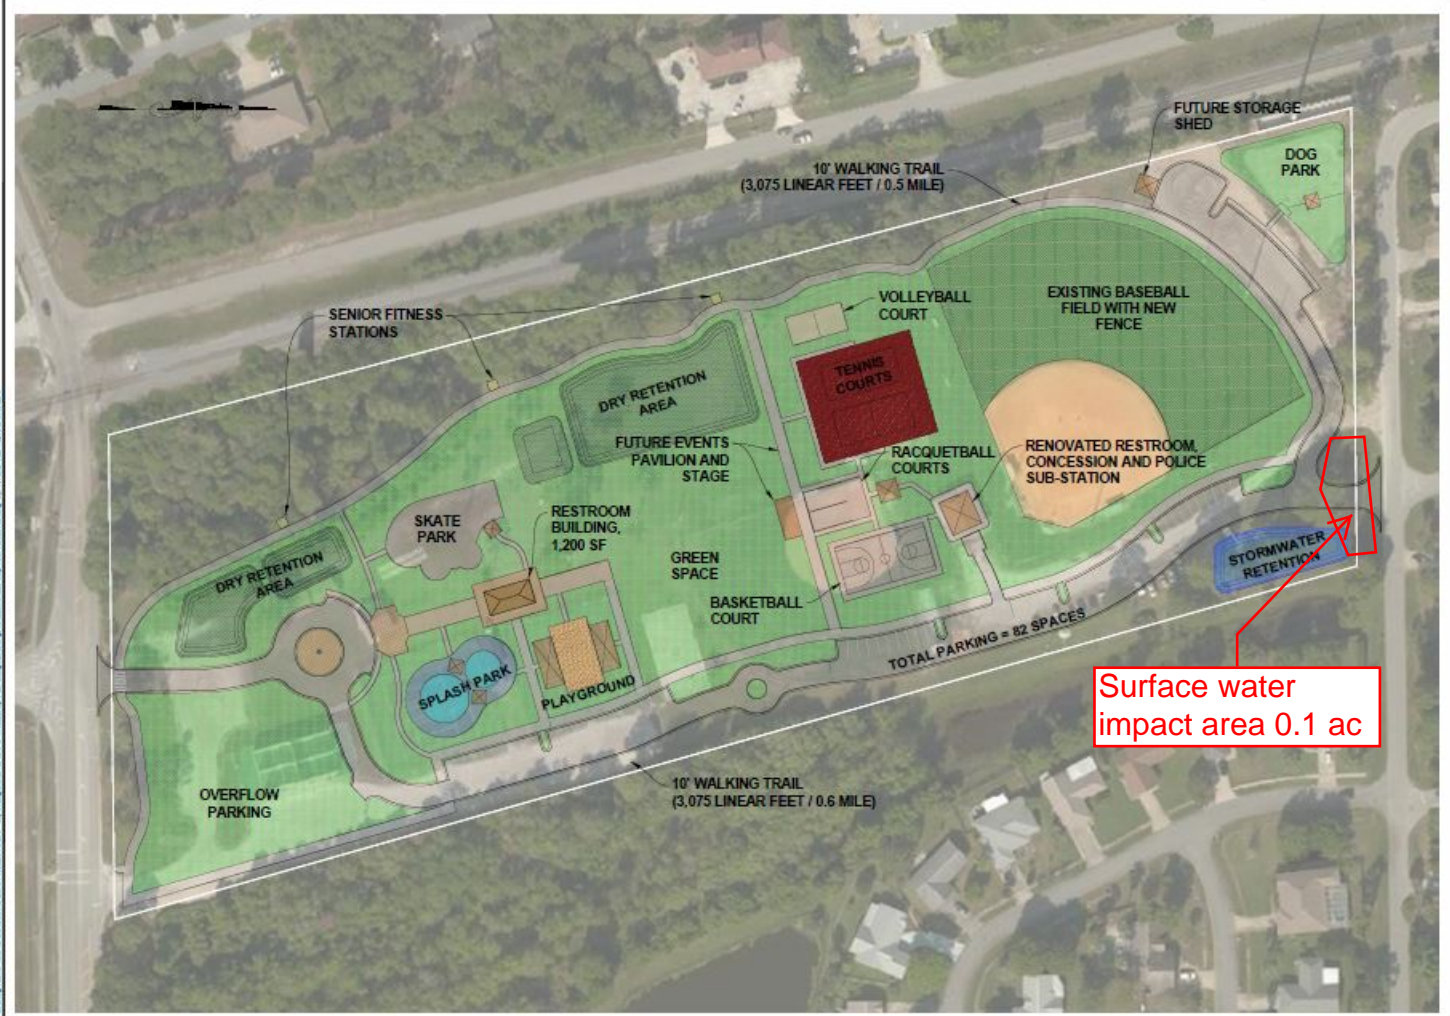 FUTURE STORAGE
SHED
DOG
PARK
10' WALKING TRAIL
(3,075 LINEAR FEET / 0.5 MILE)
VOLLEYBALL
COURT
EXISTING BASEBALL
FIELD WITH NEW
FENCE
SENIOR FITNESS
STATIONS
TENNIS
COURTS
DRY RETENTION
AREA
FUTURE EVENTS
PAVILION AND
STAGE
RACQUETBALL
COURTS
RENOVATED RESTROOM,
CONCESSION AND POLICE
SUB-STATION
SKATE
PARK
RESTROOM
BUILDING,
1,200 SF
GREEN
SPACE
DRY RETENTION
AREA
STORMWATER
RETENTION
BASKETBALL
COURT
TOTAL PARKING = 82 SPACES
SPLASH PARK
PLAYGROUND
Surface water
impact area 0.1 ac
10' WALKING TRAIL
(3,075 LINEAR FEET / 0.6 MILE)
OVERFLOW
PARKING